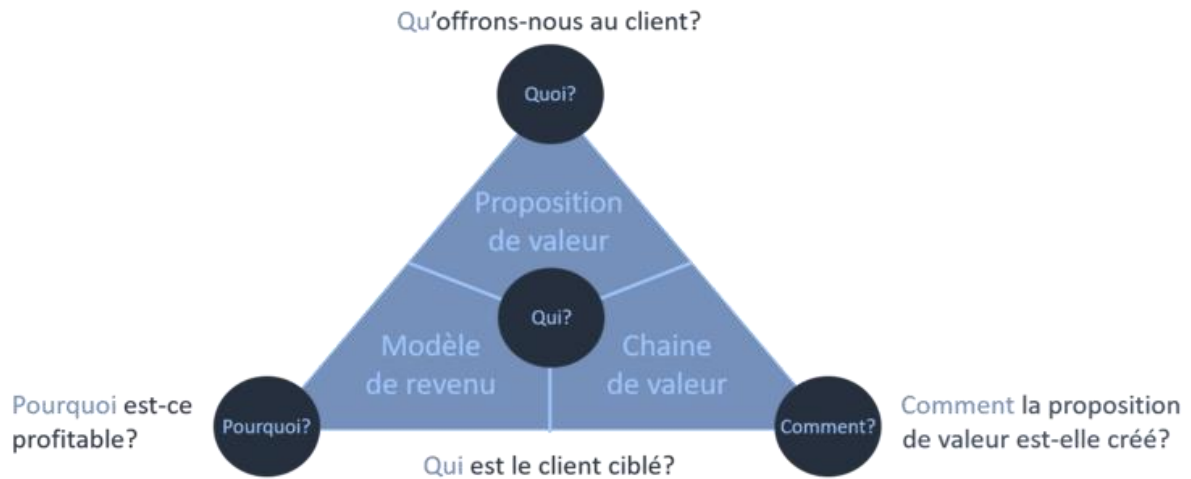 Qu'offrons-nous au client?
Quoi?
Proposition
de valeur
Qui?
Modèle
de revenu
Chaine
de valeur
Pourquoi est-ce
profitable?
Pourquoi?
Comment?
Comment la proposition
de valeur est-elle créé?
Qui est le client ciblé?